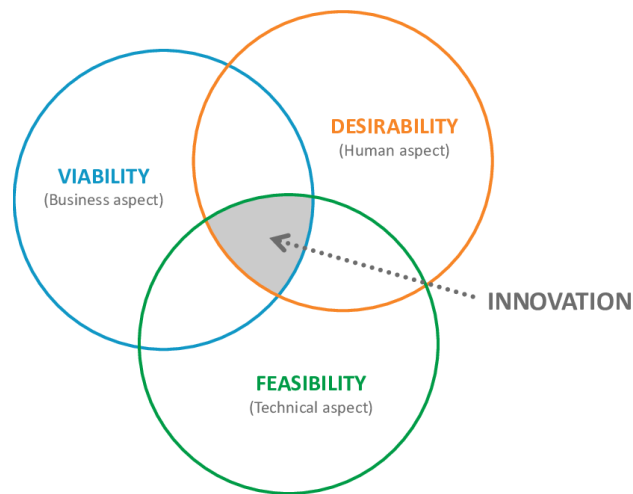 DESIRABILITY
(Human aspect)
VIABILITY
(Business aspect)
INNOVATION
FEASIBILITY
(Technical aspect)